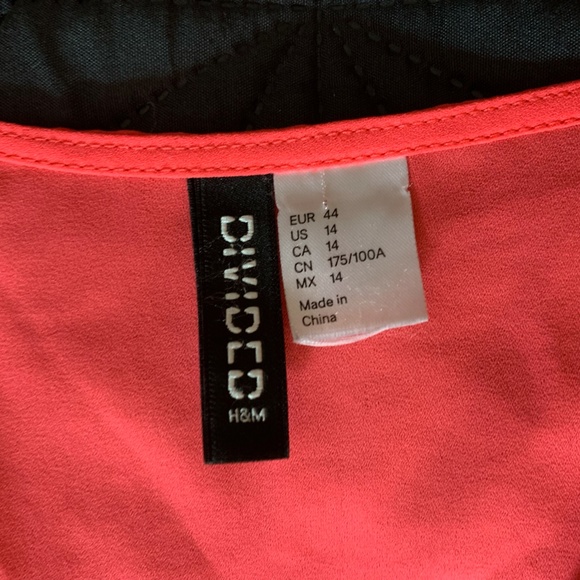 DIVIDED
H&M
EUR 44
US 14
CA 14
CN 175/100A
MX 14
Made in
China